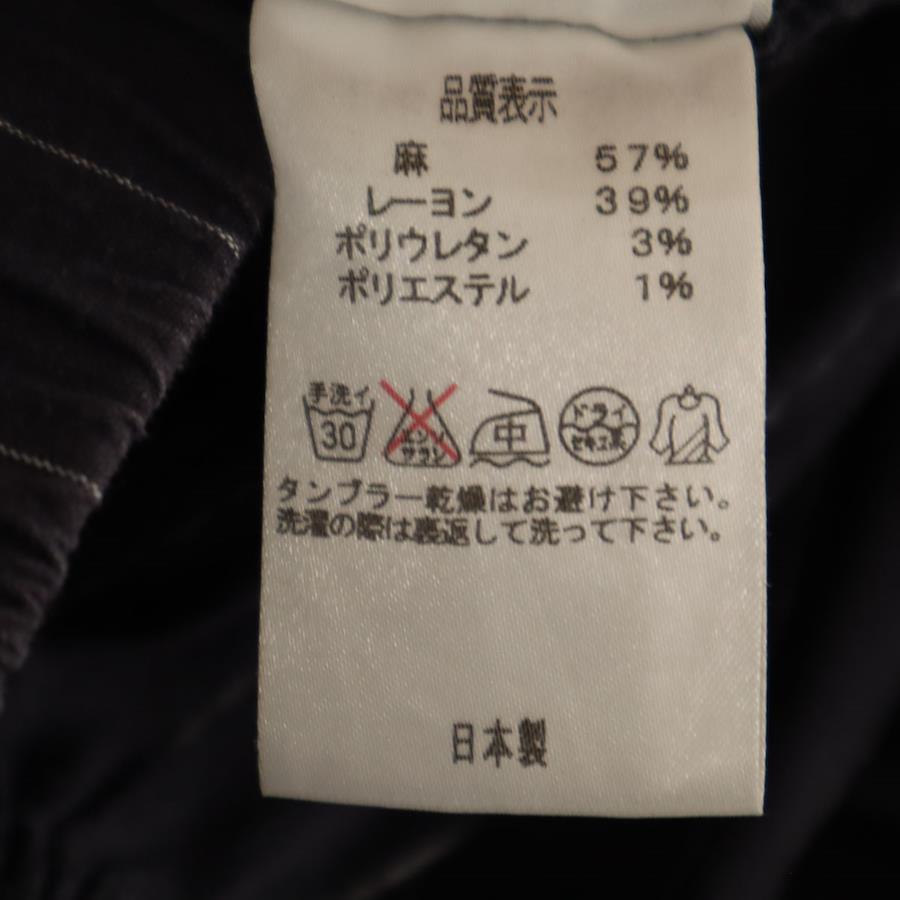 品質表示
麻 57%
レーヨン 39%
ポリウレタン 3%
ポリエステル 1%
手洗イ 30 エンソサラシ 中 ドライ セキユ系
タンブラー乾燥はお避け下さい。
洗濯の際は裏返して洗って下さい。
日本製